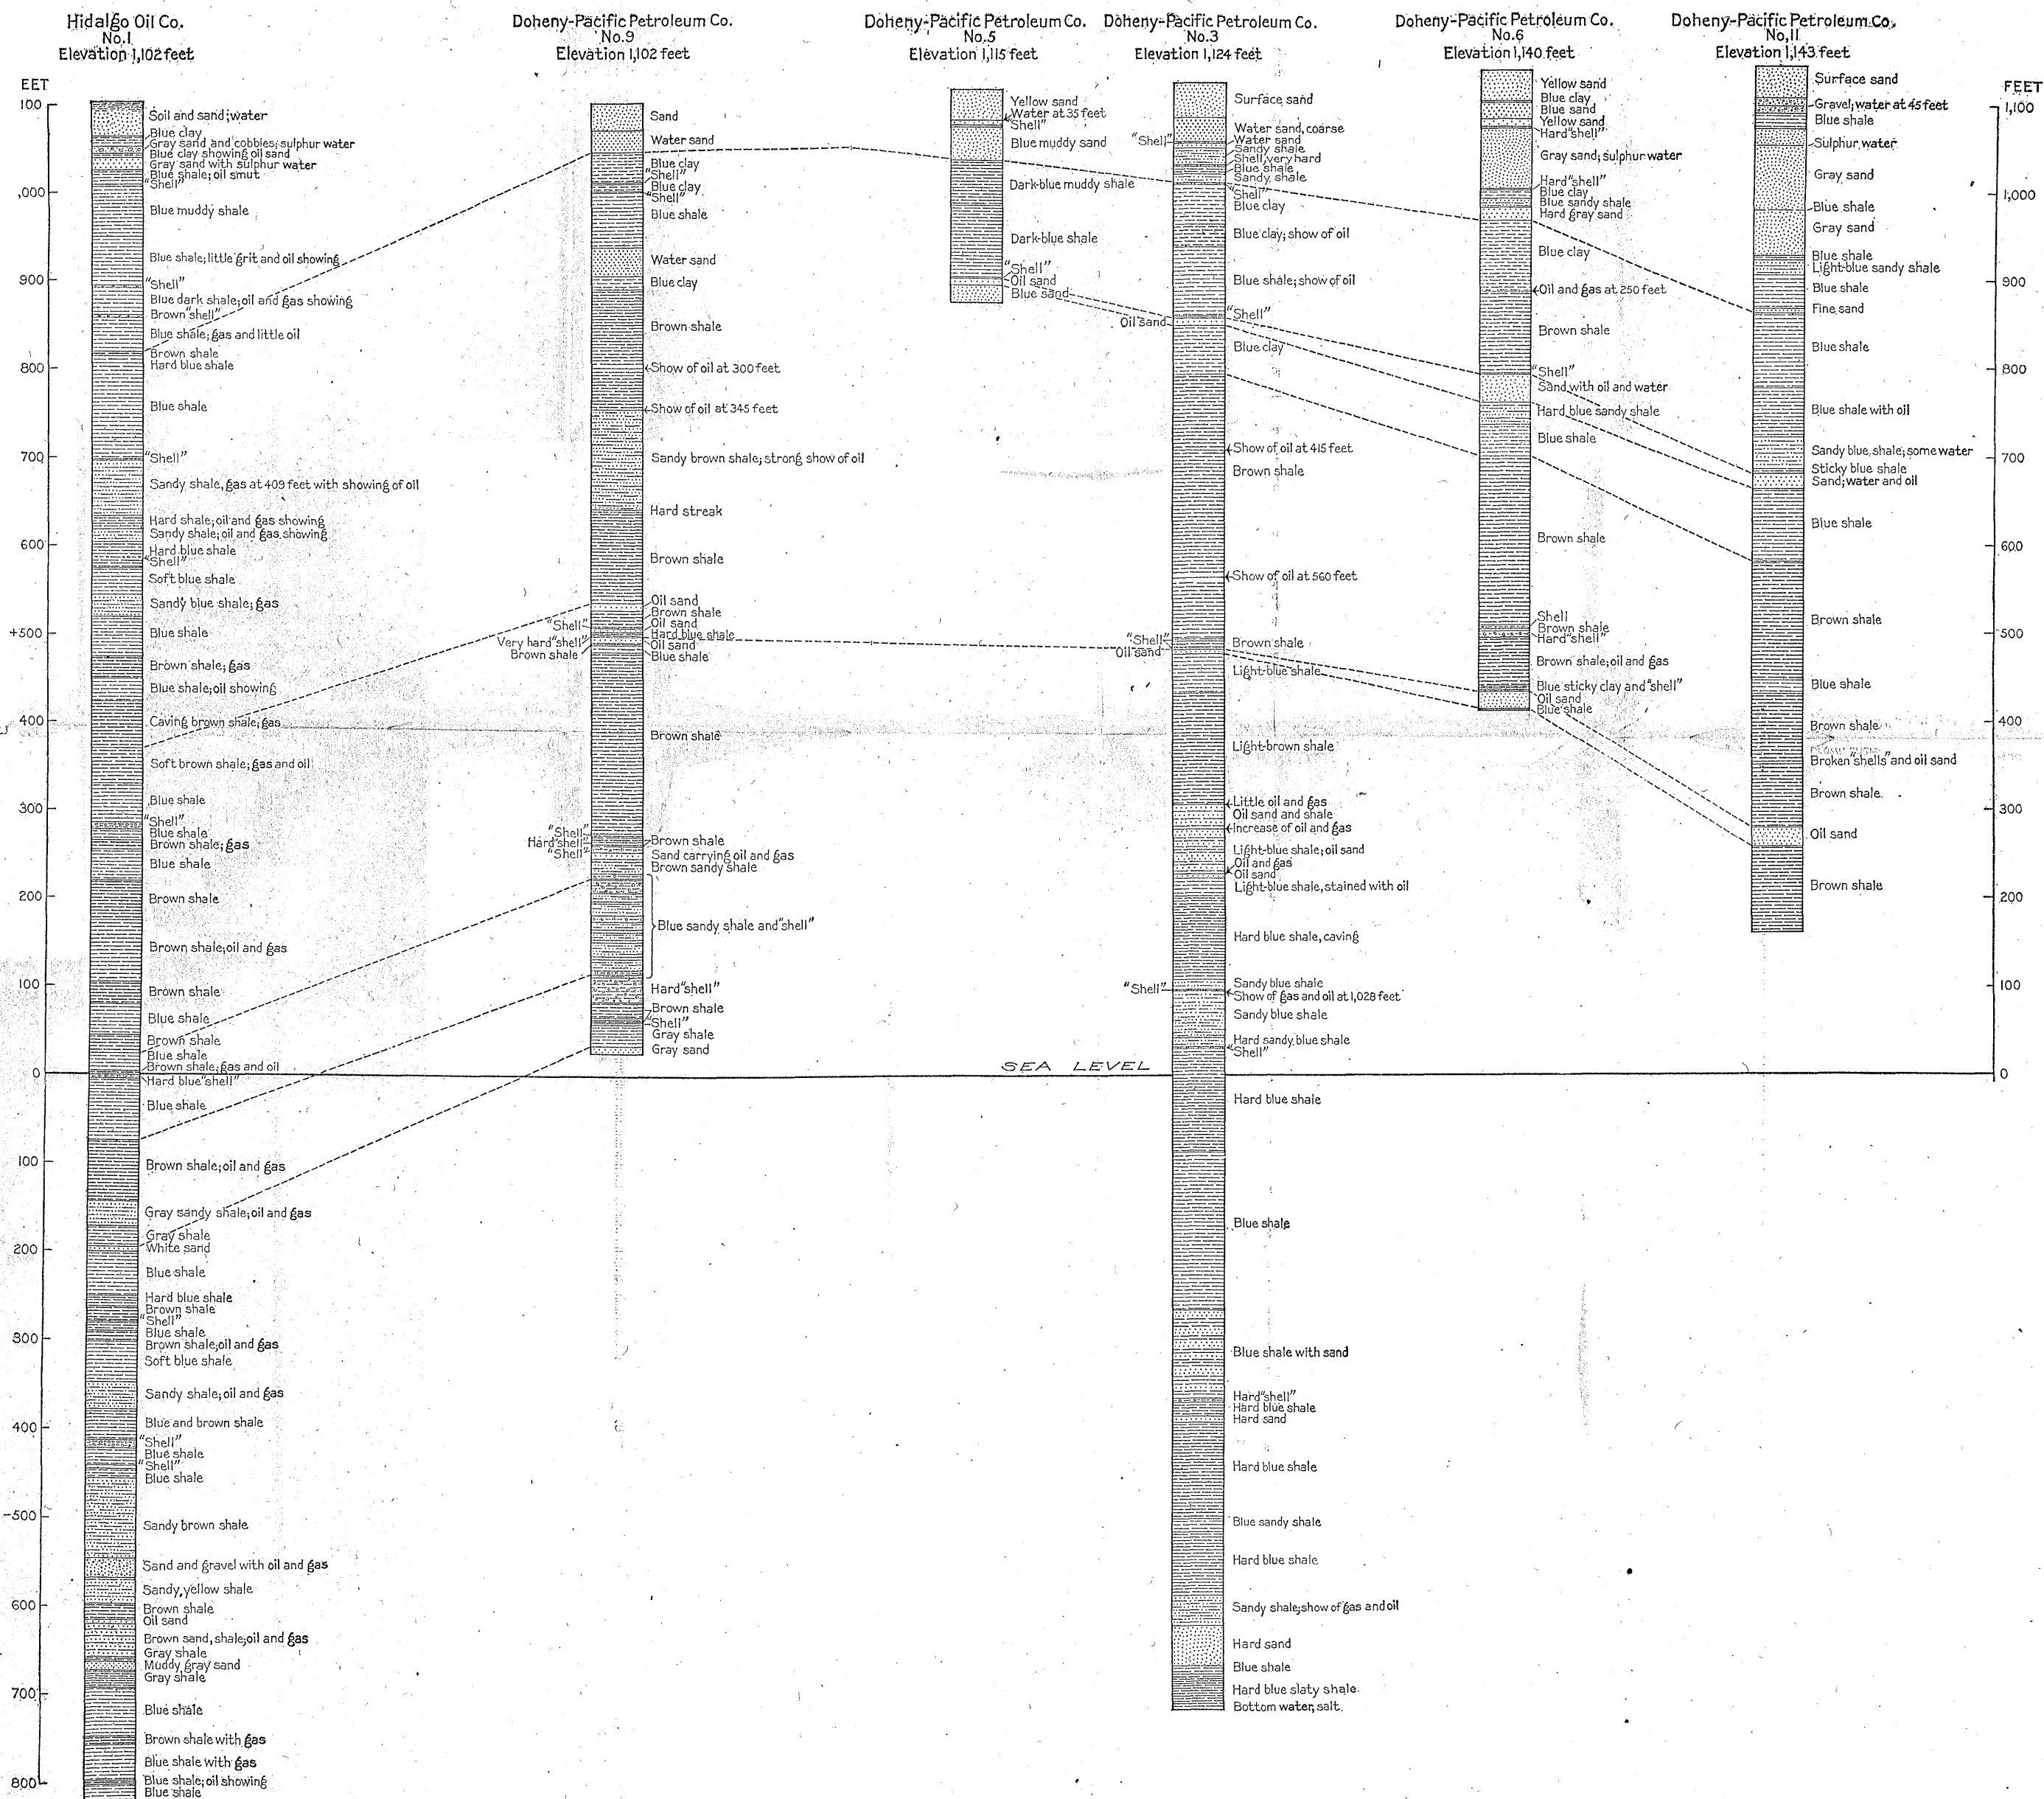 Hidalgo Oil Co.
No.1
Elevation 1,102 feet
Doheny-Pacific Petroleum Co.
No.9
Elevation 1,102 feet
Doheny-Pacific Petroleum Co.
No.5
Elevation 1,115 feet
Doheny-Pacific Petroleum Co.
No.3
Elevation 1,124 feet
Doheny-Pacific Petroleum Co.
No.6
Elevation 1,140 feet
Doheny-Pacific Petroleum Co.
No.11
Elevation 1,143 feet
EET
100
,000
900
800
700
600
+500
400
300
200
100
0
100
200
300
400
-500
600
700
800
Soil and sand; water
Blue clay
Gray sand and cobbles; sulphur water
Blue clay showing oil sand
Gray sand with sulphur water
Blue shale; oil smut
"Shell"
Blue muddy shale
Blue shale; little grit and oil showing
"Shell"
Blue dark shale; oil and gas showing
Brown "shell"
Blue shale; gas and little oil
Brown shale
Hard blue shale
Blue shale
"Shell"
Sandy shale, gas at 409 feet with showing of oil
Hard shale; oil and gas showing
Sandy shale; oil and gas showing
Hard blue shale
"Shell"
Soft blue shale
Sandy blue shale; gas
Blue shale
Brown shale; gas
Blue shale; oil showing
Caving brown shale; gas
Soft brown shale; gas and oil
Blue shale
"Shell"
Blue shale
Brown shale; gas
Blue shale
Brown shale
Brown shale; oil and gas
Brown shale
Blue shale
Brown shale
Blue shale
Brown shale; gas and oil
Hard blue "shell"
Blue shale
Brown shale; oil and gas
Gray sandy shale; oil and gas
Gray shale
White sand
Blue shale
Hard blue shale
Brown shale
"Shell"
Blue shale
Brown shale, oil and gas
Soft blue shale
Sandy shale; oil and gas
Blue and brown shale
"Shell"
Blue shale
"Shell"
Blue shale
Sandy brown shale
Sand and gravel with oil and gas
Sandy, yellow shale
Brown shale
Oil sand
Brown sand, shale; oil and gas
Gray shale
Muddy gray sand
Gray shale
Blue shale
Brown shale with gas
Blue shale with gas
Blue shale; oil showing
Blue shale
Sand
Water sand
Blue clay
"Shell"
Blue clay
"Shell"
Blue shale
Water sand
Blue clay
Brown shale
Show of oil at 300 feet
Show of oil at 345 feet
Sandy brown shale; strong show of oil
Hard streak
Brown shale
Oil sand
Brown shale
"Shell"
Oil sand
Hard blue shale
Very hard "shell"
Oil sand
Brown shale
Blue shale
Brown shale
"Shell"
Hard "shell"
"Shell"
Brown shale
Sand carrying oil and gas
Brown sandy shale
Blue sandy shale and "shell"
Hard "shell"
Brown shale
"Shell"
Gray shale
Gray sand
Yellow sand
Water at 35 feet
"Shell"
Blue muddy sand
Dark-blue muddy shale
Dark-blue shale
"Shell"
Oil sand
Blue sand
SEA LEVEL
Surface sand
Water sand, coarse
"Shell"
Water sand
Sandy shale
Shell, very hard
Blue shale
Sandy shale
"Shell"
Blue clay
Blue clay; show of oil
Blue shale; show of oil
"Shell"
Oil sand
Blue clay
Show of oil at 415 feet
Brown shale
Show of oil at 560 feet
"Shell"
Brown shale
Oil sand
Light-blue shale
Light-brown shale
Little oil and gas
Oil sand and shale
Increase of oil and gas
Light-blue shale; oil sand
Oil and gas
Oil sand
Light-blue shale, stained with oil
Hard blue shale, caving
Sandy blue shale
"Shell"
Show of gas and oil at 1,028 feet
Sandy blue shale
Hard sandy blue shale
"Shell"
Hard blue shale
Blue shale
Blue shale with sand
Hard "shell"
Hard blue shale
Hard sand
Hard blue shale
Blue sandy shale
Hard blue shale
Sandy shale; show of gas and oil
Hard sand
Blue shale
Hard blue slaty shale
Bottom water, salt.
Yellow sand
Blue clay
Blue sand
Yellow sand
Hard "shell"
Gray sand; sulphur water
Hard "shell"
Blue clay
Blue sandy shale
Hard gray sand
Blue clay
Oil and gas at 250 feet
Brown shale
"Shell"
Sand with oil and water
Hard blue sandy shale
Blue shale
Brown shale
Shell
Brown shale
Hard "shell"
Brown shale; oil and gas
Blue sticky clay and "shell"
Oil sand
Blue shale
Surface sand
Gravel; water at 45 feet
Blue shale
Sulphur water
Gray sand
Blue shale
Gray sand
Blue shale
Light-blue sandy shale
Blue shale
Fine sand
Blue shale
Blue shale with oil
Sandy blue shale; some water
Sticky blue shale
Sand; water and oil
Blue shale
Brown shale
Blue shale
Brown shale
Broken "shells" and oil sand
Brown shale
Oil sand
Brown shale
FEET
1,100
1,000
900
800
700
600
500
400
300
200
100
0